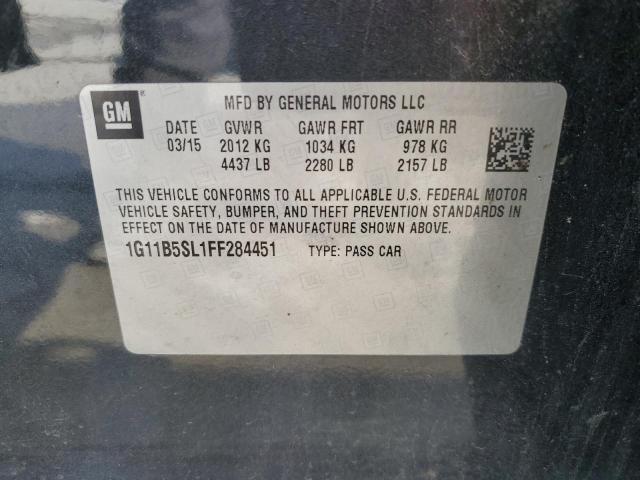 GM®
MFD BY GENERAL MOTORS LLC
DATE GVWR GAWR FRT GAWR RR
03/15 2012 KG 1034 KG 978 KG
4437 LB 2280 LB 2157 LB
THIS VEHICLE CONFORMS TO ALL APPLICABLE U.S. FEDERAL MOTOR
VEHICLE SAFETY, BUMPER, AND THEFT PREVENTION STANDARDS IN
EFFECT ON THE DATE OF MANUFACTURE SHOWN ABOVE.
1G11B5SL1FF284451 TYPE: PASS CAR